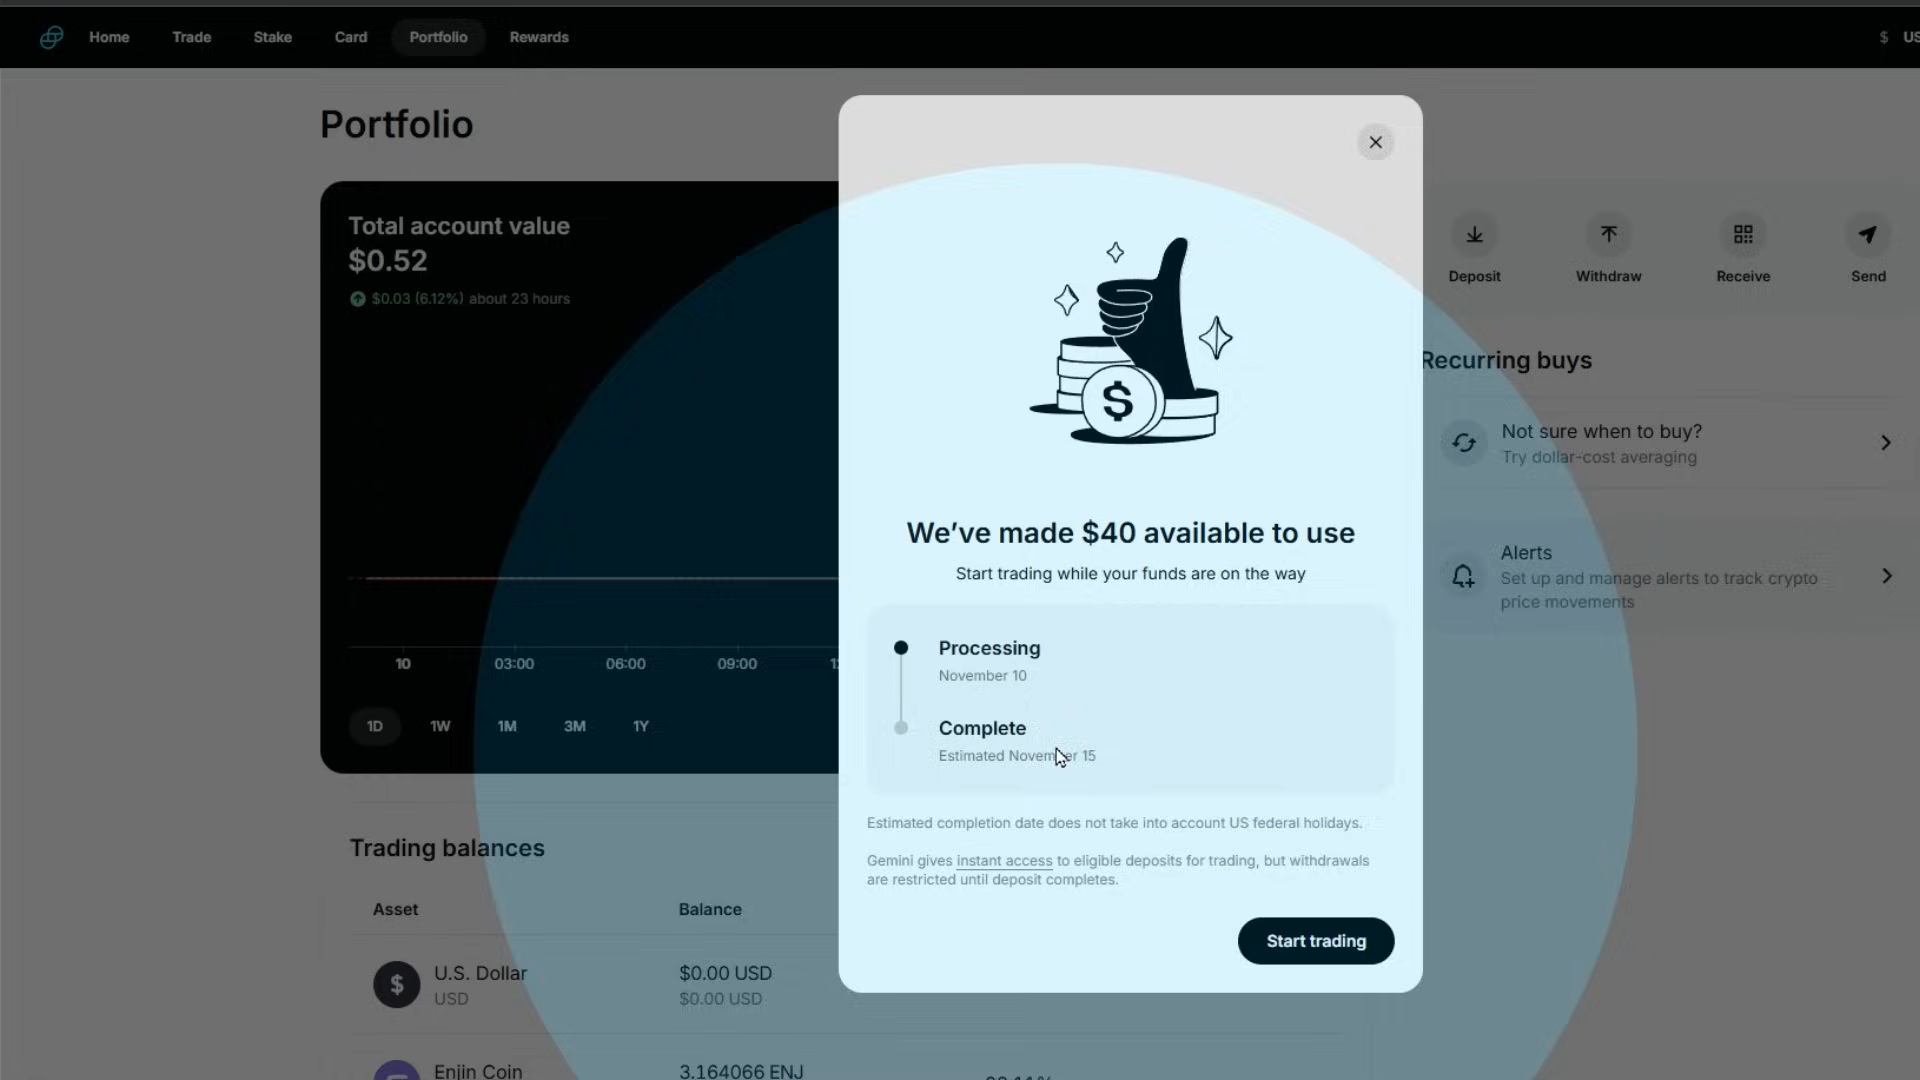 Home
Trade
Stake
Card
Portfolio
Rewards
$
Portfolio
Total account value
$0.52
$0.03 (6.12%) about 23 hours
10
03:00
06:00
09:00
1D
1W
1M
3M
1Y
Trading balances
Asset
Balance
$
U.S. Dollar
USD
$0.00 USD
$0.00 USD
Enjin Coin
3.164066 ENJ
$
We've made $40 available to use
Start trading while your funds are on the way
Processing
November 10
Complete
Estimated November 15
Estimated completion date does not take into account US federal holidays.
Gemini gives instant access to eligible deposits for trading, but withdrawals
are restricted until deposit completes.
Start trading
Deposit
Withdraw
Receive
Send
Recurring buys
Not sure when to buy?
Try dollar-cost averaging
Alerts
Set up and manage alerts to track crypto
price movements